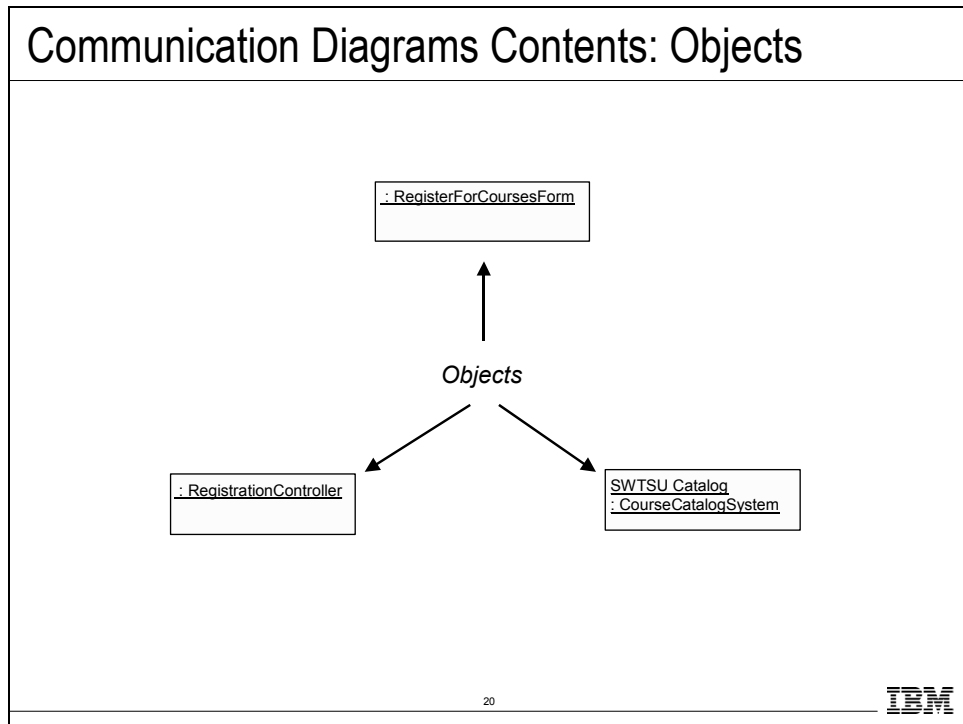 Communication Diagrams Contents: Objects
: RegisterForCoursesForm
Objects
: RegistrationController
SWTSU Catalog
: CourseCatalogSystem
20
IBM